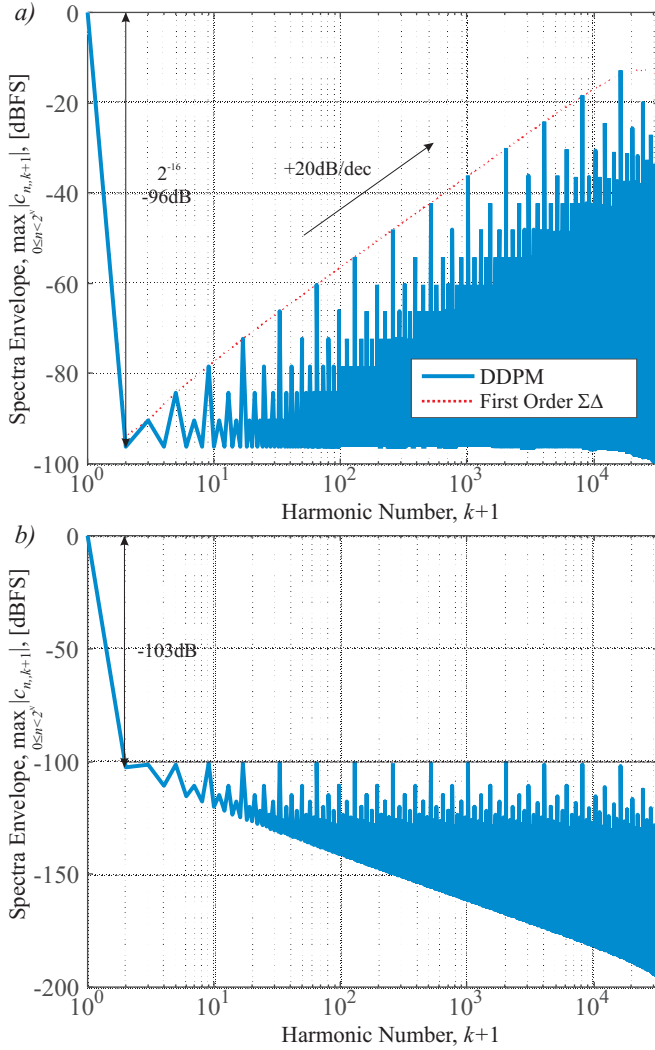 a)
0
-20
-40
-60
-80
-100
Spectra Envelope, max |c_{n,,k+1}|, [dBFS]
0≤n<2^N
2^{-16}
-96dB
+20dB/dec
DDPM
First Order ΣΔ
10^0
10^1
10^2
10^3
10^4
Harmonic Number, k+1
b)
0
-50
-100
-150
-200
Spectra Envelope, max |c_{n,,k+1}|, [dBFS]
0≤n<2^N
-103dB
10^0
10^1
10^2
10^3
10^4
Harmonic Number, k+1